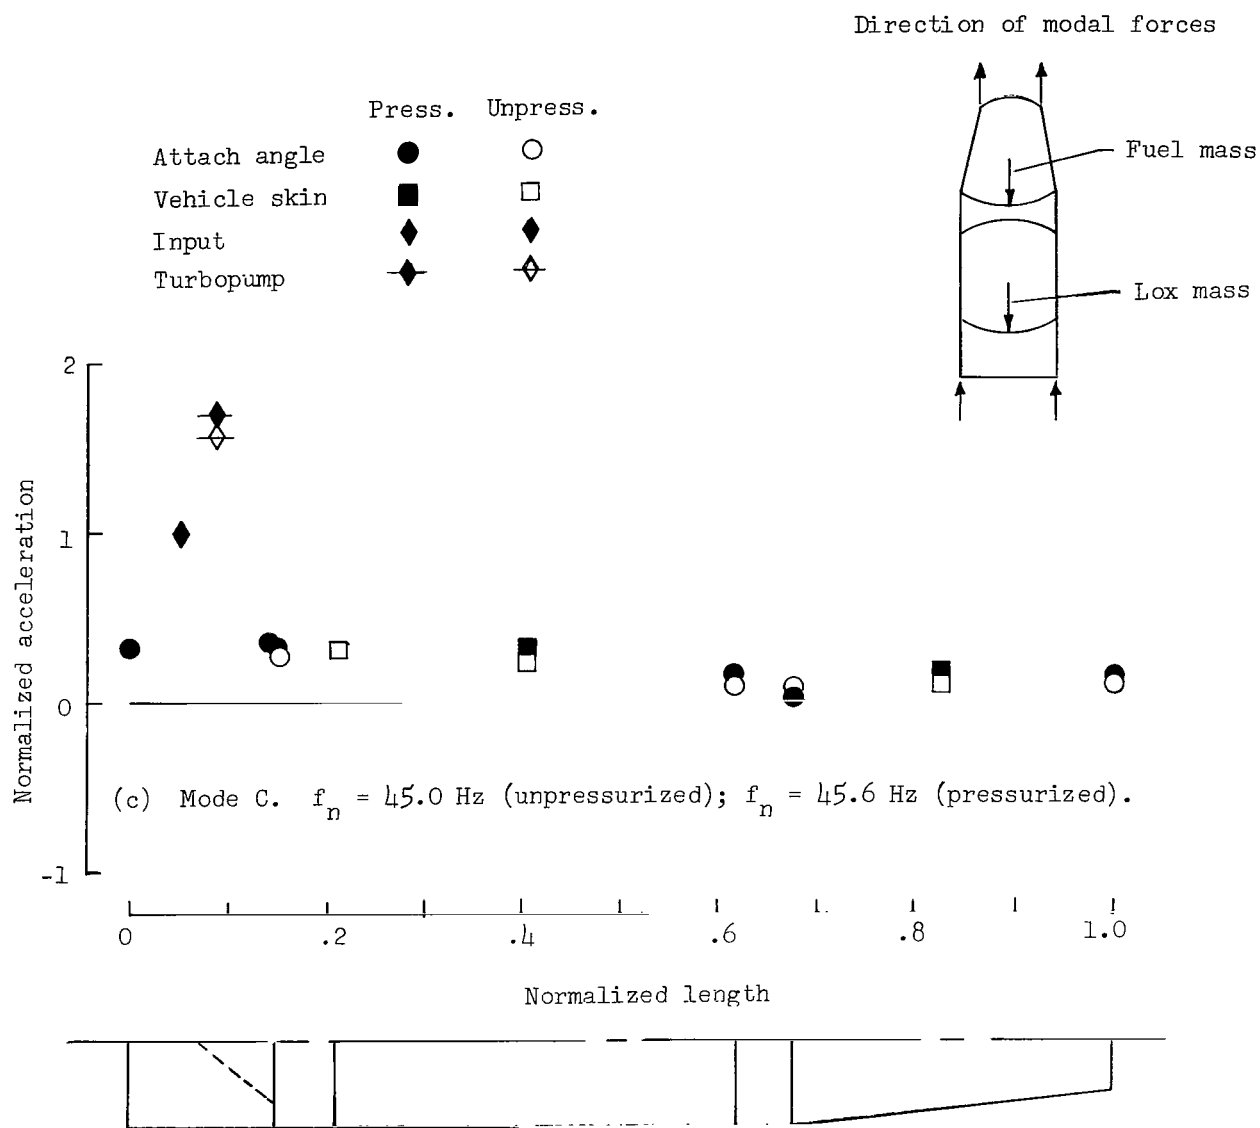 Direction of modal forces
Press. Unpress.
Attach angle
Vehicle skin
Input
Turbopump
Fuel mass
Lox mass
2
1
0
-1
Normalized acceleration
(c) Mode C. fn = 45.0 Hz (unpressurized); fn = 45.6 Hz (pressurized).
0 .2 .4 .6 .8 1.0
Normalized length